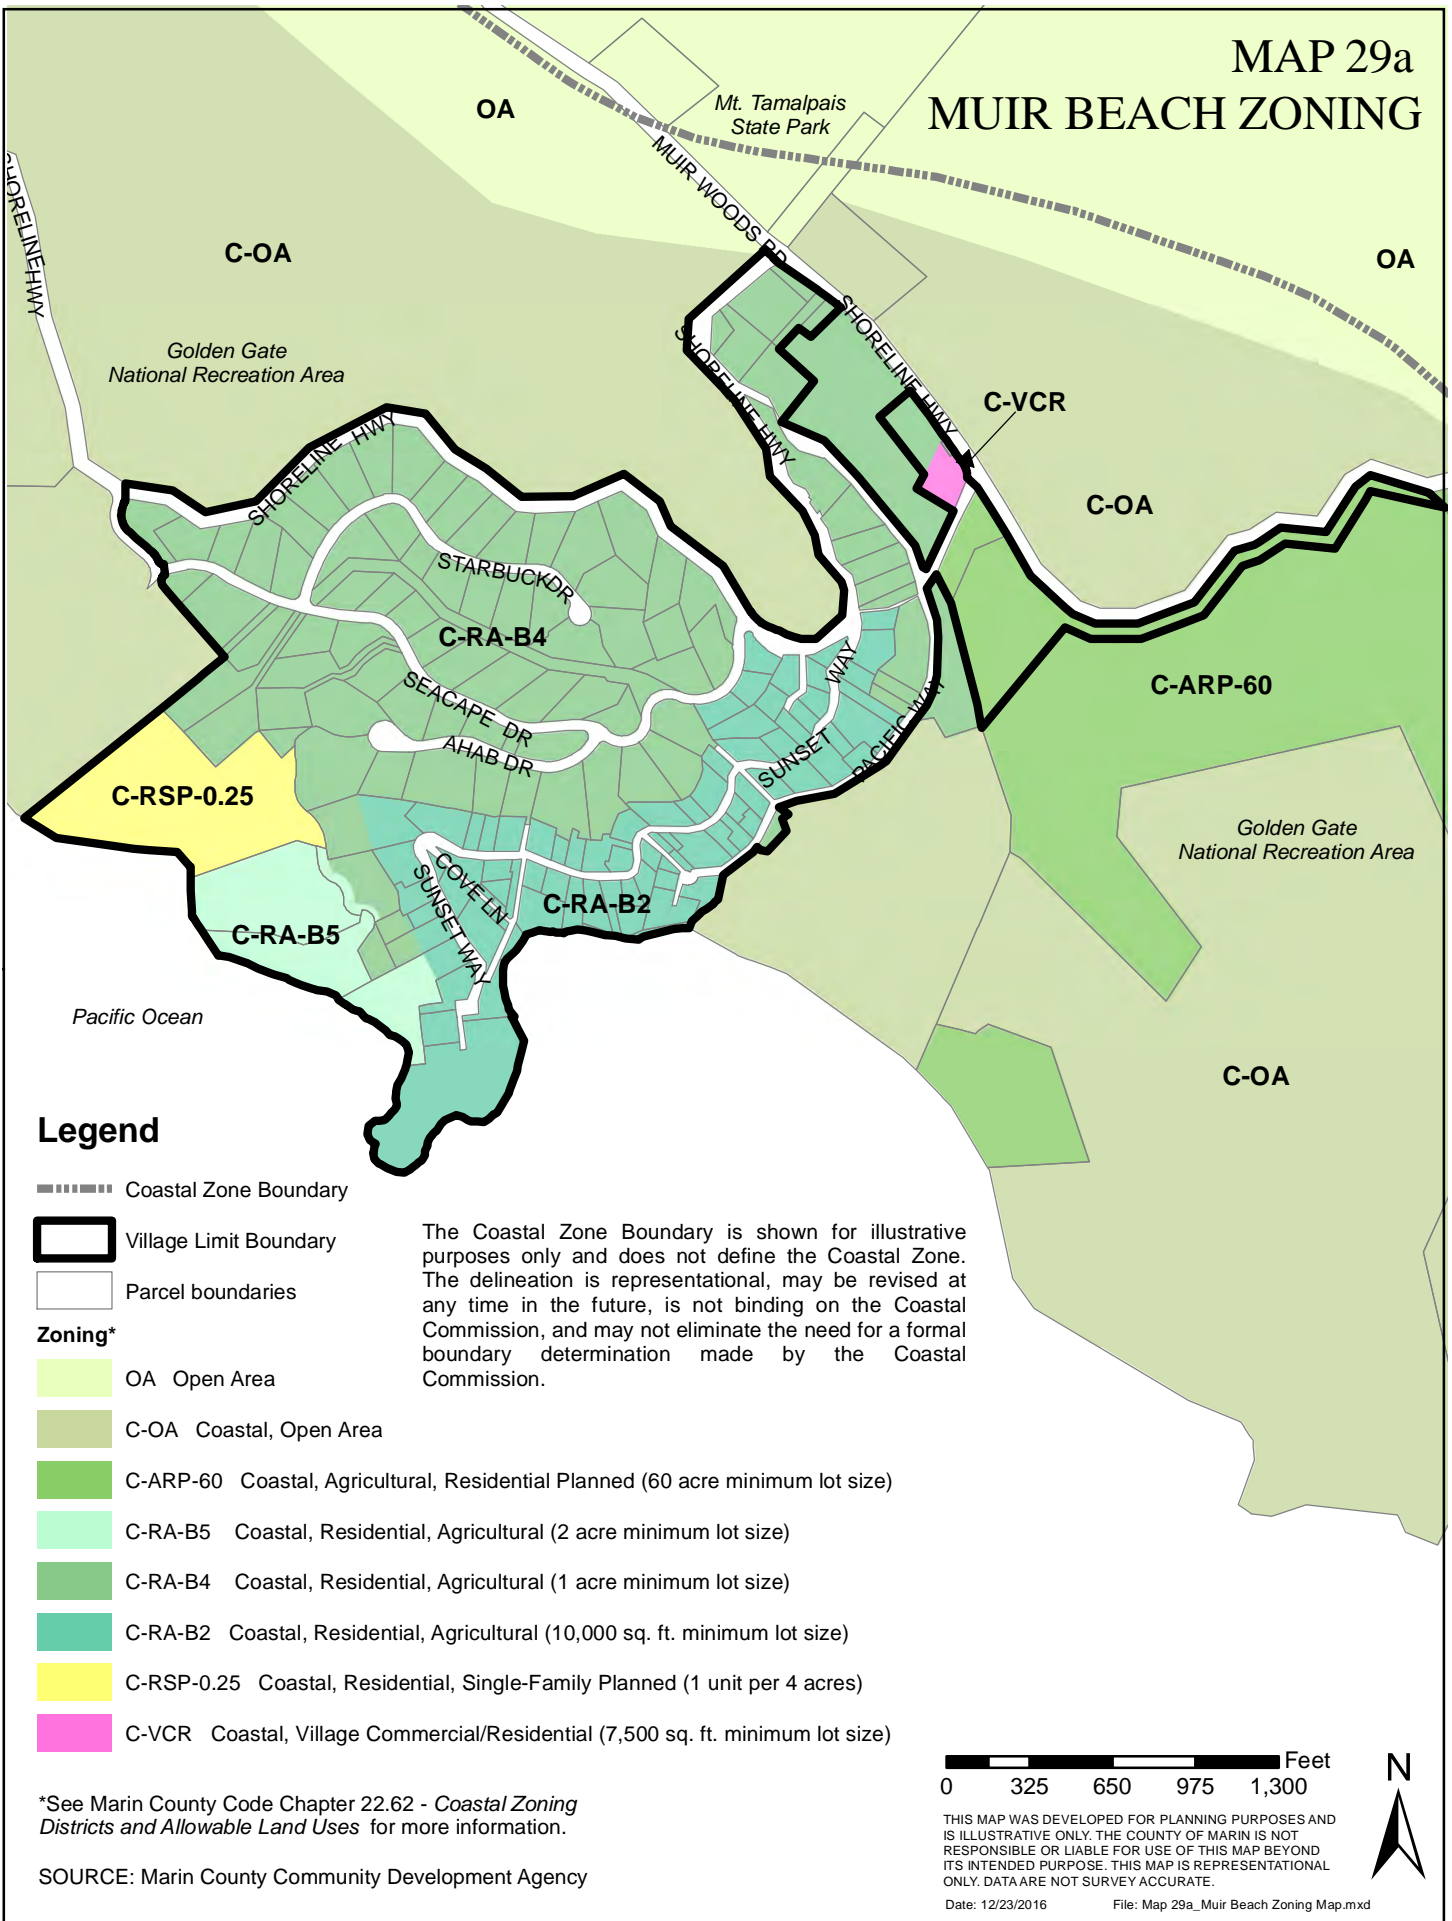 MAP 29a
MUIR BEACH ZONING
OA
Mt. Tamalpais
State Park
MUIR WOODS RD
SHORELINE HWY
C-OA
OA
Golden Gate
National Recreation Area
SHORELINE HWY
SHORELINE HWY
C-VCR
SHORELINE HWY
C-OA
STARBUCK DR
C-RA-B4
WAY
C-ARP-60
SEACAPE DR
PACIFIC WAY
AHAB DR
SUNSET
C-RSP-0.25
Golden Gate
National Recreation Area
COVE LN
SUNSET WAY
C-RA-B2
C-RA-B5
Pacific Ocean
C-OA
Legend
Coastal Zone Boundary
Village Limit Boundary
Parcel boundaries
The Coastal Zone Boundary is shown for illustrative
purposes only and does not define the Coastal Zone.
The delineation is representational, may be revised at
any time in the future, is not binding on the Coastal
Commission, and may not eliminate the need for a formal
boundary determination made by the Coastal
Commission.
Zoning*
OA Open Area
C-OA Coastal, Open Area
C-ARP-60 Coastal, Agricultural, Residential Planned (60 acre minimum lot size)
C-RA-B5 Coastal, Residential, Agricultural (2 acre minimum lot size)
C-RA-B4 Coastal, Residential, Agricultural (1 acre minimum lot size)
C-RA-B2 Coastal, Residential, Agricultural (10,000 sq. ft. minimum lot size)
C-RSP-0.25 Coastal, Residential, Single-Family Planned (1 unit per 4 acres)
C-VCR Coastal, Village Commercial/Residential (7,500 sq. ft. minimum lot size)
*See Marin County Code Chapter 22.62 - Coastal Zoning
Districts and Allowable Land Uses for more information.
SOURCE: Marin County Community Development Agency
Feet
0 325 650 975 1,300
N
THIS MAP WAS DEVELOPED FOR PLANNING PURPOSES AND
IS ILLUSTRATIVE ONLY. THE COUNTY OF MARIN IS NOT
RESPONSIBLE OR LIABLE FOR USE OF THIS MAP BEYOND
ITS INTENDED PURPOSE. THIS MAP IS REPRESENTATIONAL
ONLY. DATA ARE NOT SURVEY ACCURATE.
Date: 12/23/2016 File: Map 29a_Muir Beach Zoning Map.mxd